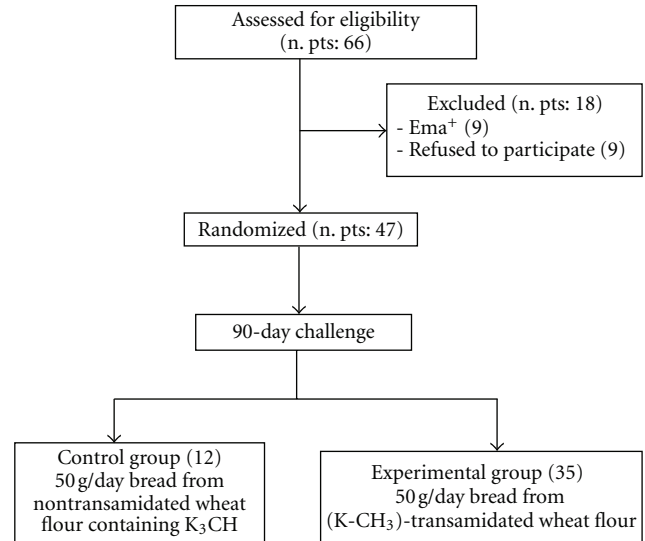 Assessed for eligibility
(n. pts: 66)
Excluded (n. pts: 18)
- Ema⁺ (9)
- Refused to participate (9)
Randomized (n. pts: 47)
90-day challenge
Control group (12)
50 g/day bread from
nontransamidated wheat
flour containing K₃CH
Experimental group (35)
50 g/day bread from
(K-CH₃)-transamidated wheat flour